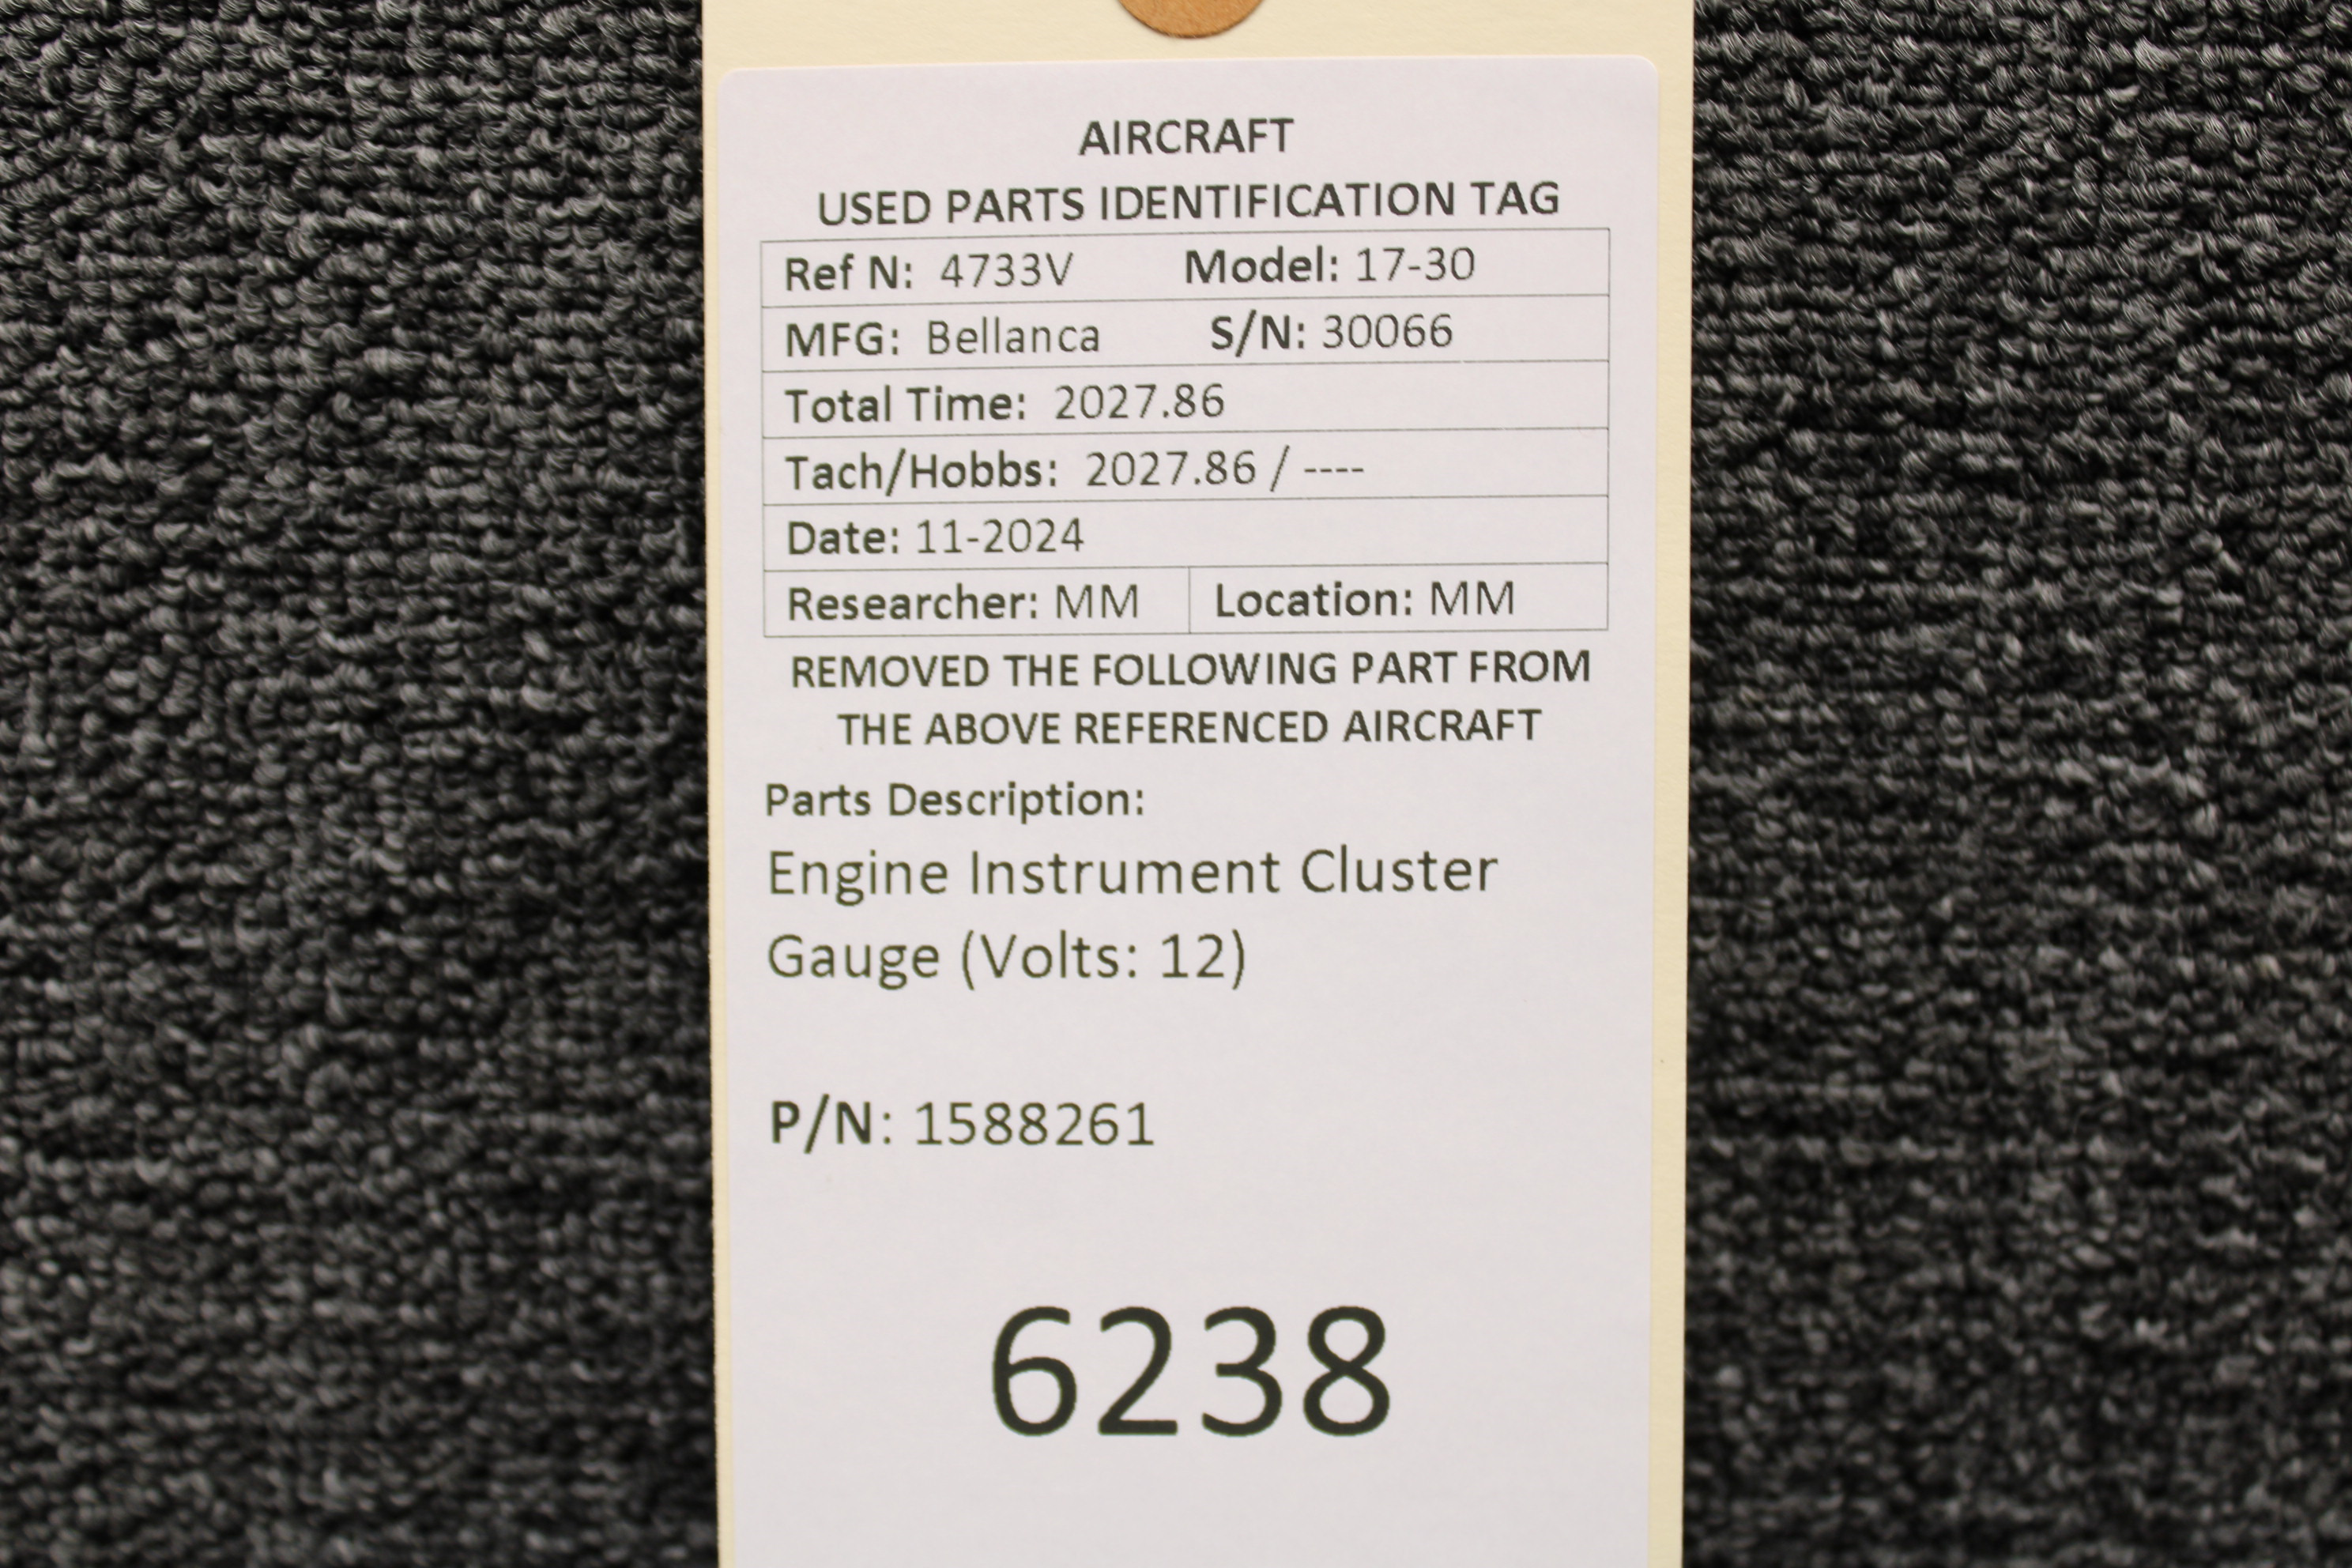 AIRCRAFT
USED PARTS IDENTIFICATION TAG
Ref N: 4733V Model: 17-30
MFG: Bellanca S/N: 30066
Total Time: 2027.86
Tach/Hobbs: 2027.86 / ----
Date: 11-2024
Researcher: MM Location: MM
REMOVED THE FOLLOWING PART FROM
THE ABOVE REFERENCED AIRCRAFT
Parts Description:
Engine Instrument Cluster
Gauge (Volts: 12)
P/N: 1588261
6238